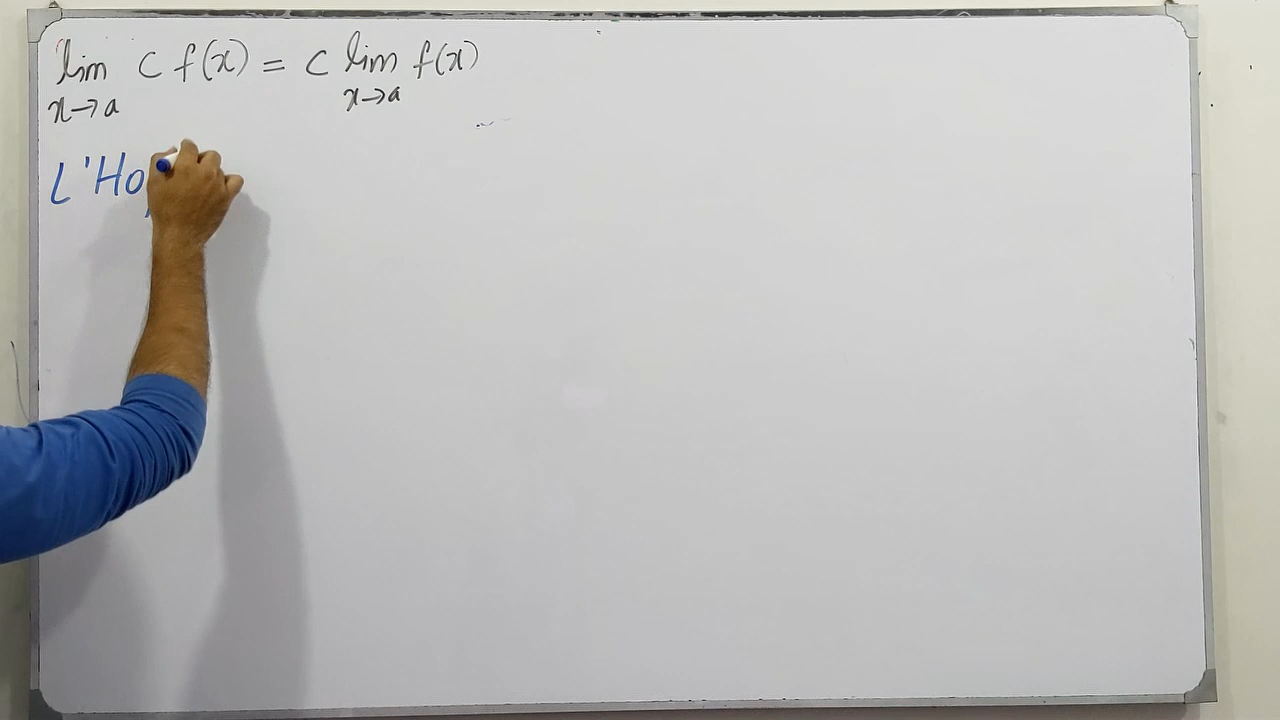 lim c f(x) = c lim f(x)
x→a x→a
L'Ho